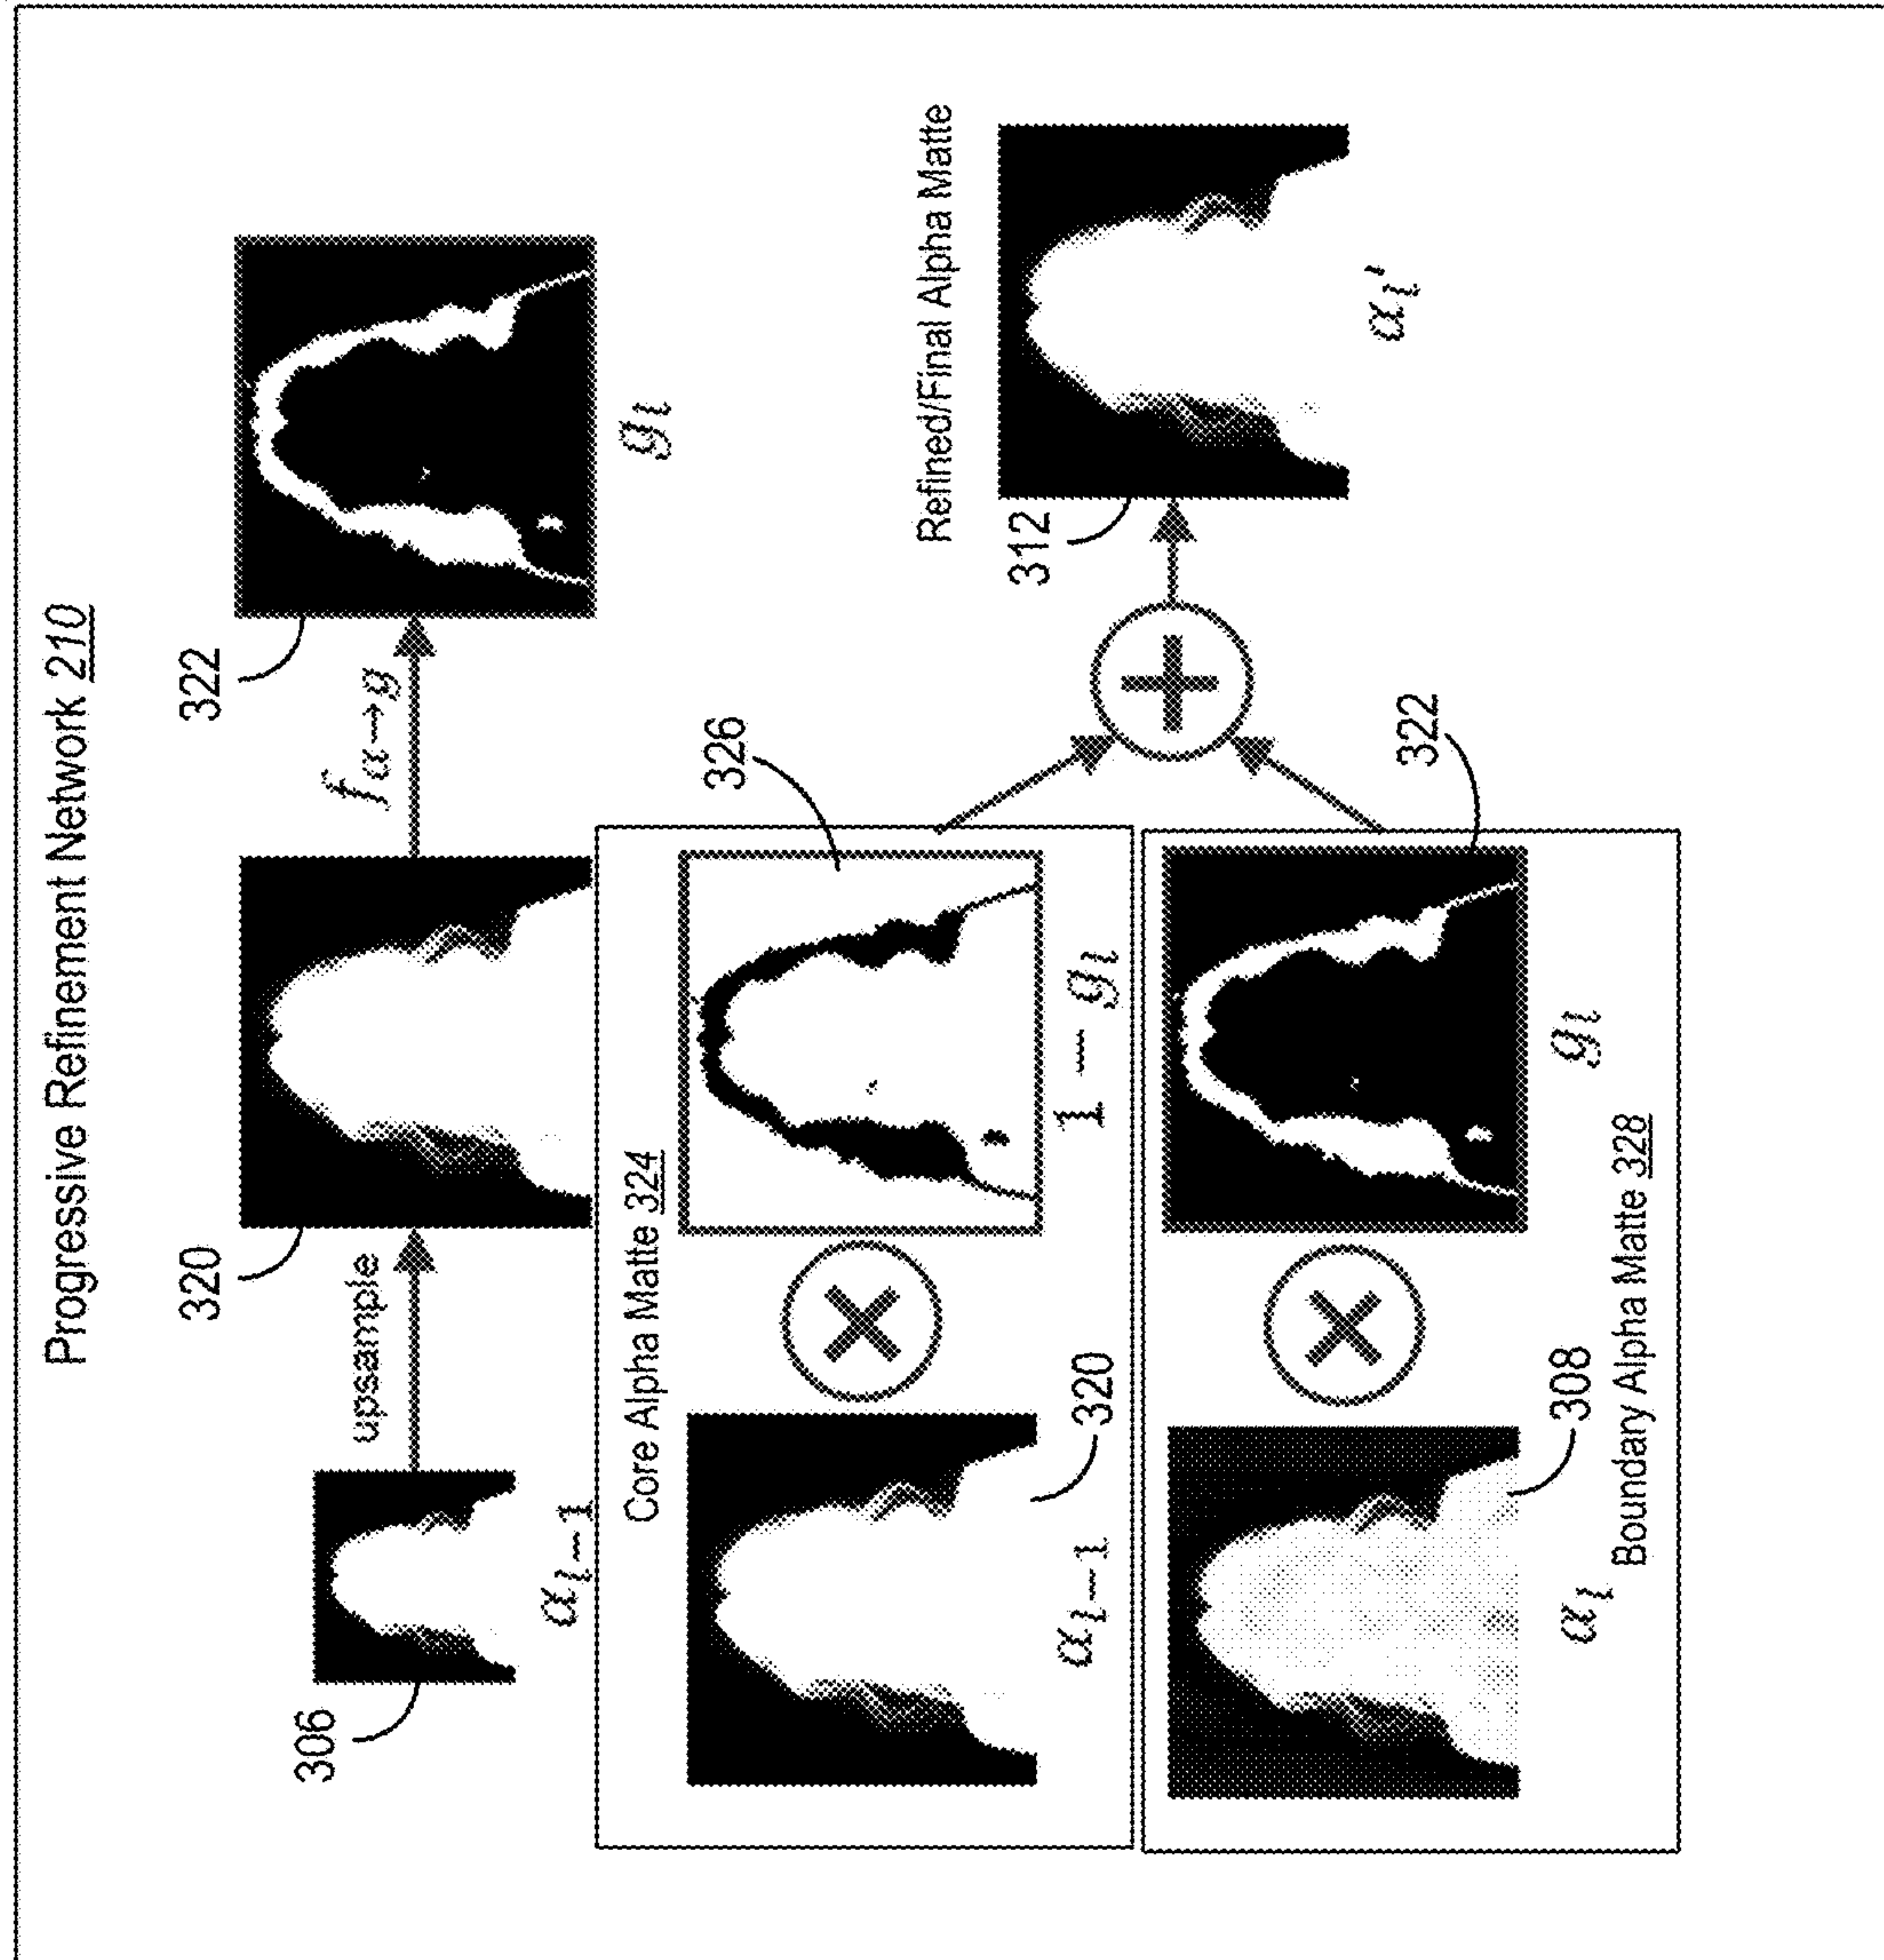 Progressive Refinement Network 210
306
α_{l-1}
upsample
320
f_{α→g}
322
g_l
Core Alpha Matte 324
α_{l-1}
320
326
1 - g_l
α_l
308
Boundary Alpha Matte 328
g_l
322
Refined/Final Alpha Matte
312
α_l'